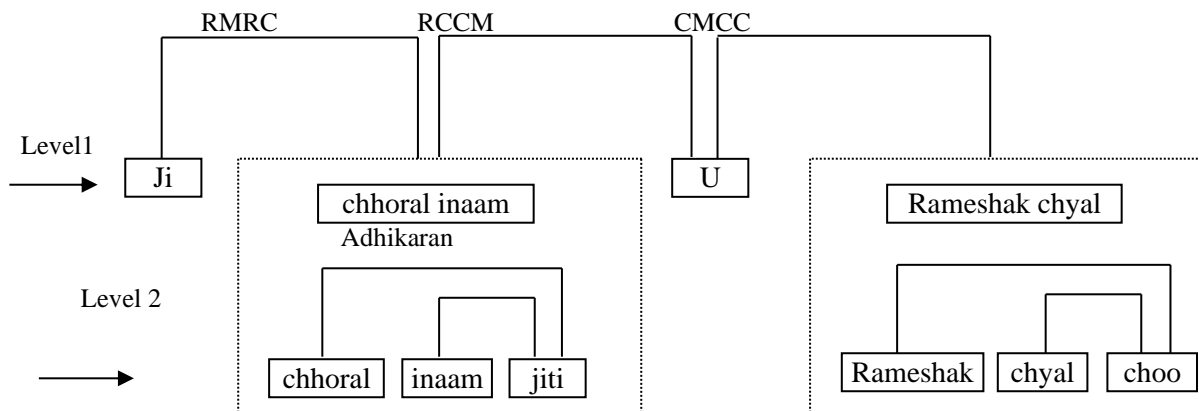 RMRC RCCM CMCC
Level1
Ji U
chhoral inaam Rameshak chyal
Adhikaran
Level 2
chhoral inaam jiti Rameshak chyal choo